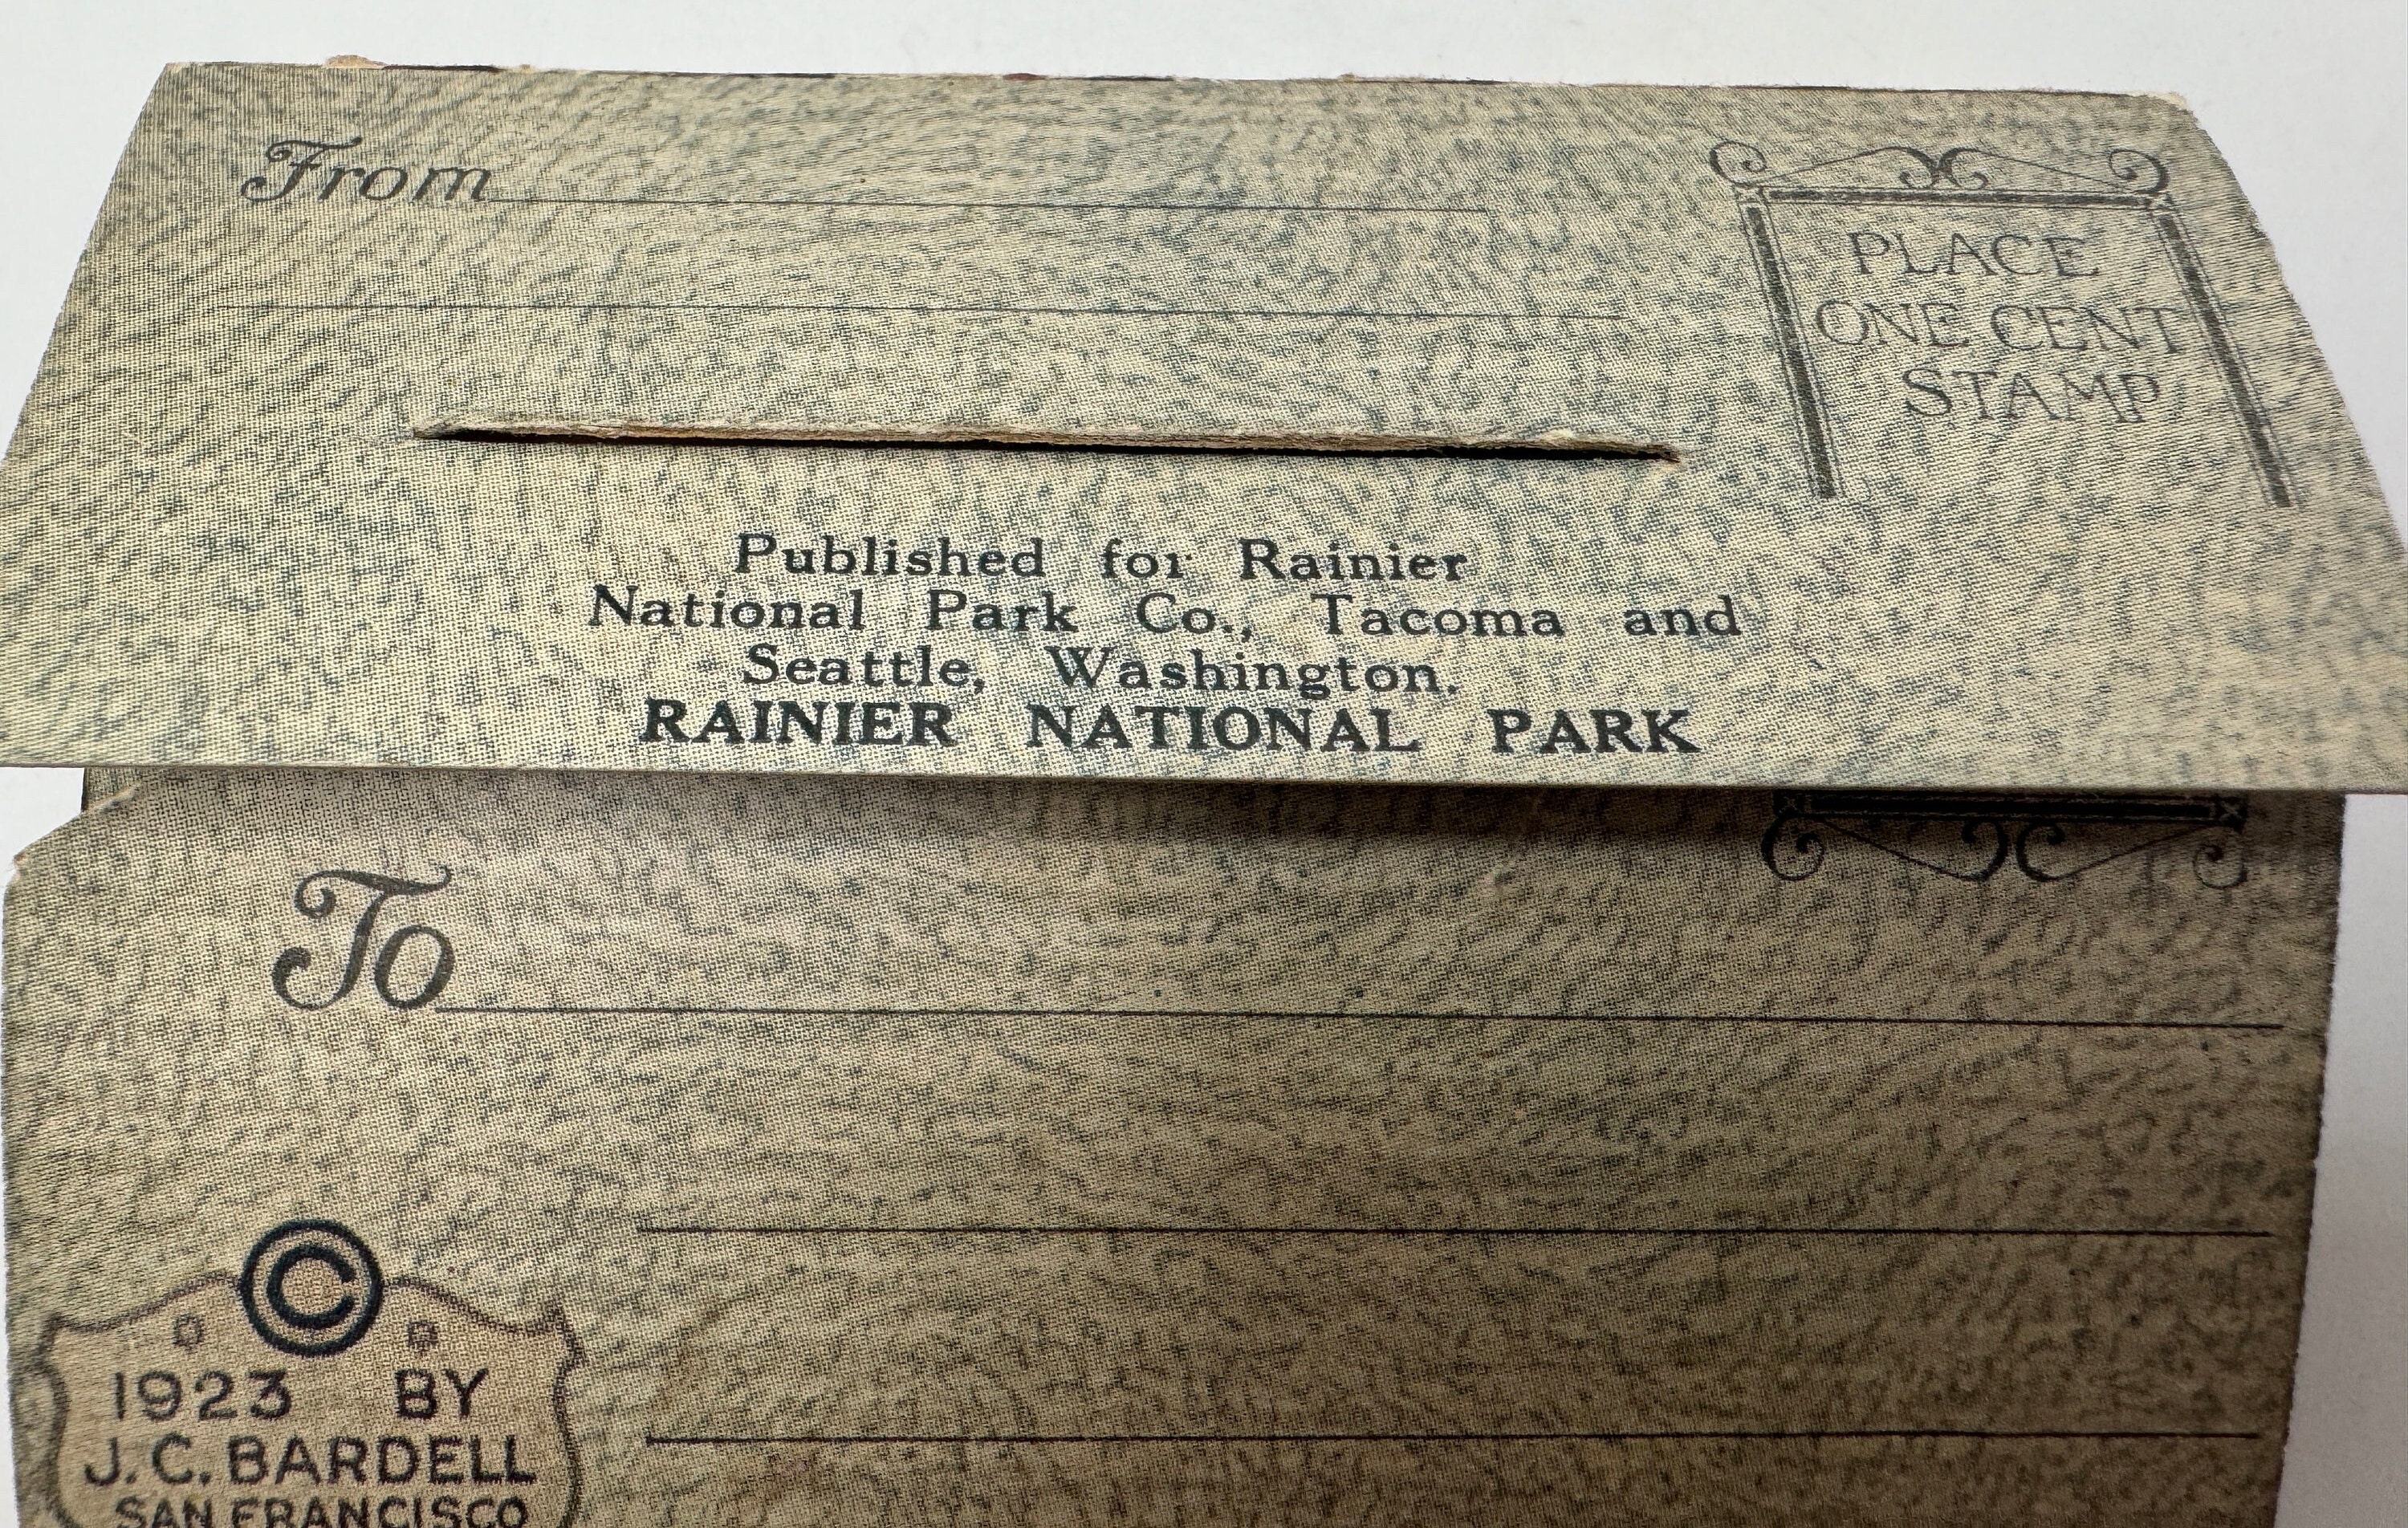 From
PLACE
ONE CENT
STAMP
Published for Rainier
National Park Co., Tacoma and
Seattle, Washington.
RAINIER NATIONAL PARK
To
©
1923 BY
J. C. BARDELL
SAN FRANCISCO